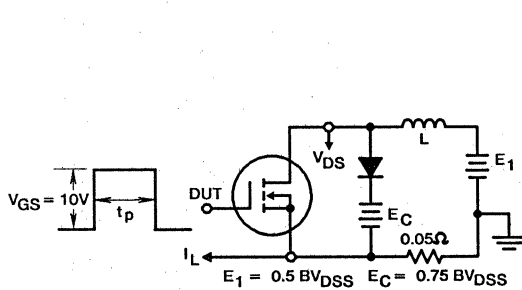 L
V_DS
E_1
V_GS = 10V
t_p
DUT
E_C
0.05Ω
I_L
E_1 = 0.5 BV_DSS E_C = 0.75 BV_DSS